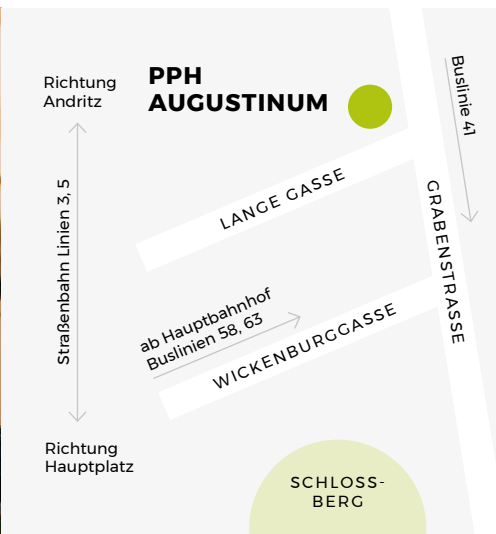 Richtung
Andritz
PPH
AUGUSTINUM
Buslinie 41
Straßenbahn Linien 3, 5
LANGE GASSE
GRABENSTRASSE
ab Hauptbahnhof
Buslinien 58, 63
WICKENBURGGASSE
Richtung
Hauptplatz
SCHLOSS-
BERG